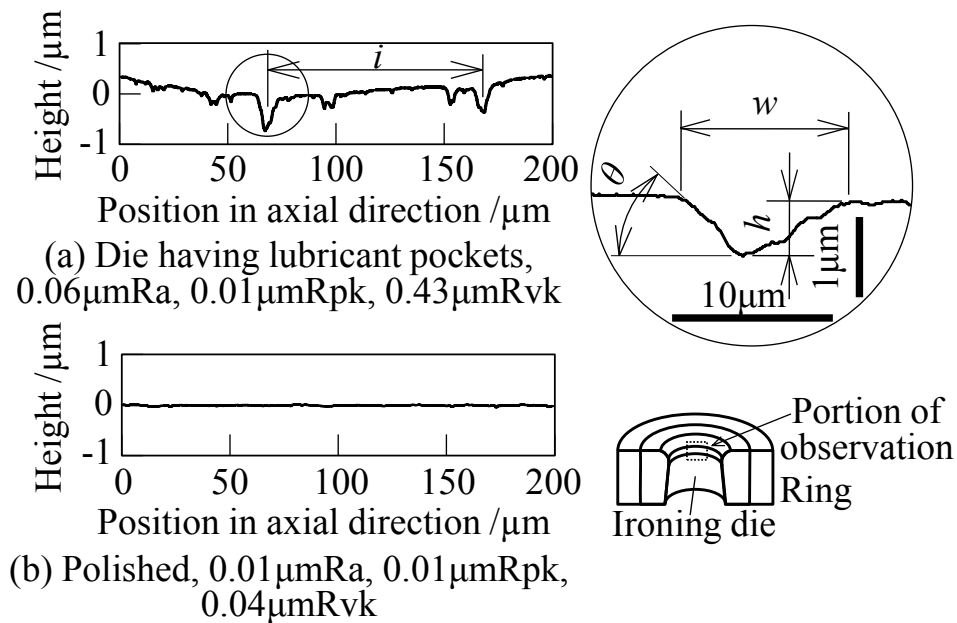 Height /μm
1
0
-1
i
0 50 100 150 200
Position in axial direction /μm
(a) Die having lubricant pockets,
0.06μmRa, 0.01μmRpk, 0.43μmRvk
Height /μm
1
0
-1
0 50 100 150 200
Position in axial direction /μm
(b) Polished, 0.01μmRa, 0.01μmRpk,
0.04μmRvk
w
θ
h
1μm
10μm
Portion of
observation
Ring
Ironing die